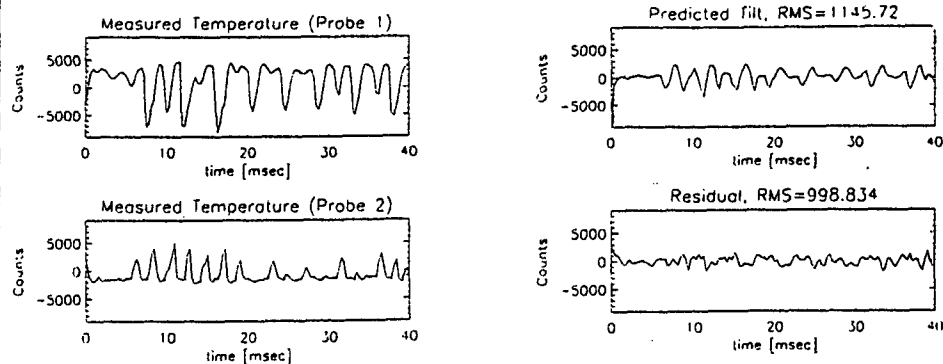 Measured Temperature (Probe 1)
Counts
5000
0
-5000
0 10 20 30 40
time [msec]
Predicted Tilt, RMS=1145.72
Counts
5000
0
-5000
0 10 20 30 40
time [msec]
Measured Temperature (Probe 2)
Counts
5000
0
-5000
0 10 20 30 40
time [msec]
Residual, RMS=998.834
Counts
5000
0
-5000
0 10 20 30 40
time [msec]